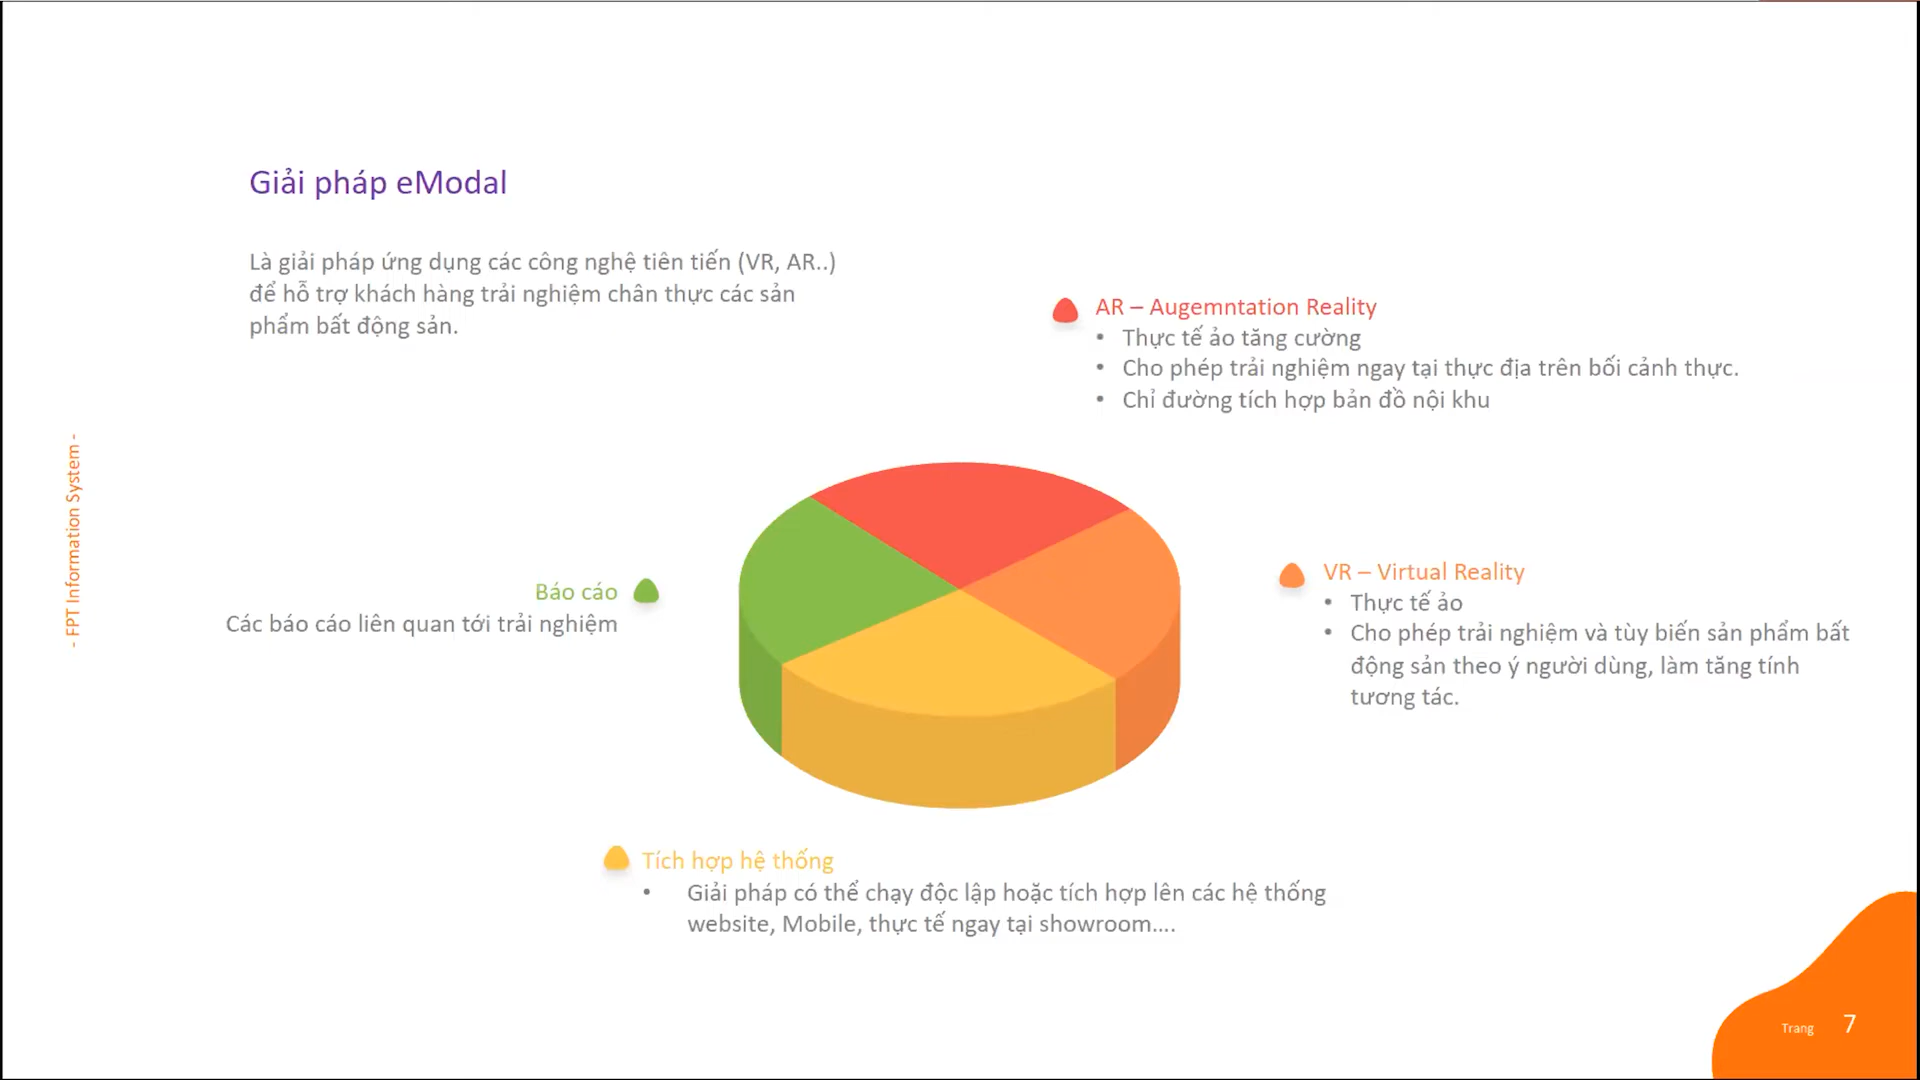 Giải pháp eModal
Là giải pháp ứng dụng các công nghệ tiên tiến (VR, AR..)
để hỗ trợ khách hàng trải nghiệm chân thực các sản
phẩm bất động sản.
AR – Augemntation Reality
• Thực tế ảo tăng cường
• Cho phép trải nghiệm ngay tại thực địa trên bối cảnh thực.
• Chỉ đường tích hợp bản đồ nội khu
- FPT Information System -
Báo cáo
Các báo cáo liên quan tới trải nghiệm
VR – Virtual Reality
• Thực tế ảo
• Cho phép trải nghiệm và tùy biến sản phẩm bất
động sản theo ý người dùng, làm tăng tính
tương tác.
Tích hợp hệ thống
• Giải pháp có thể chạy độc lập hoặc tích hợp lên các hệ thống
website, Mobile, thực tế ngay tại showroom....
Trang 7